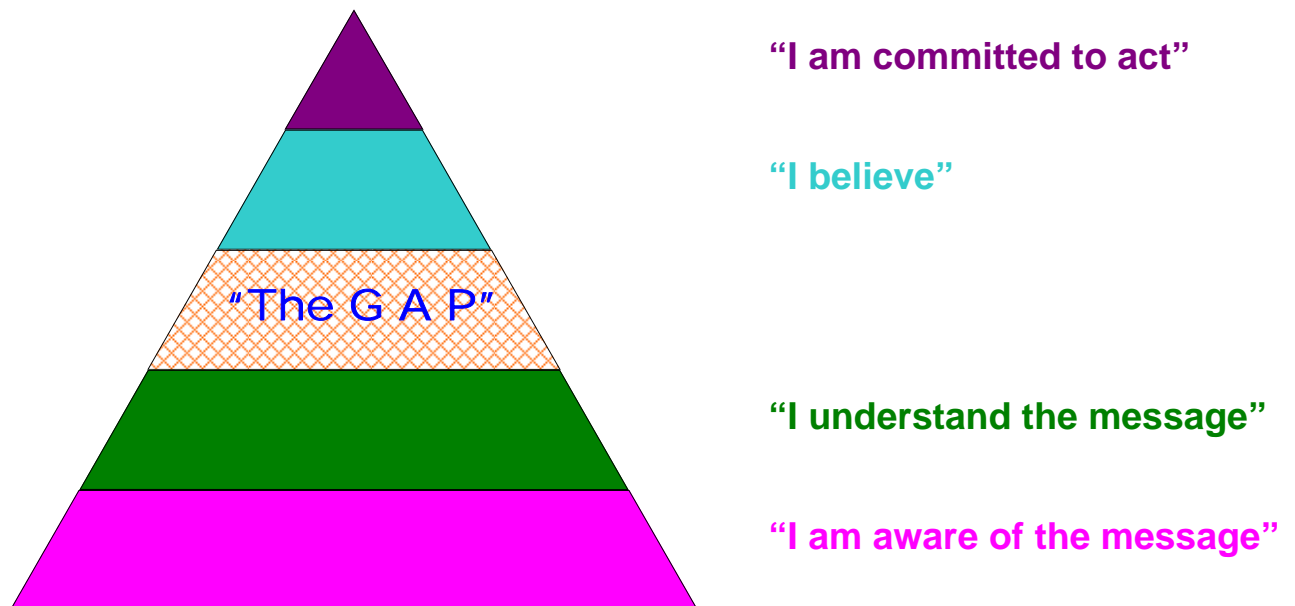 “I am committed to act”
“I believe”
“The G A P”
“I understand the message”
“I am aware of the message”